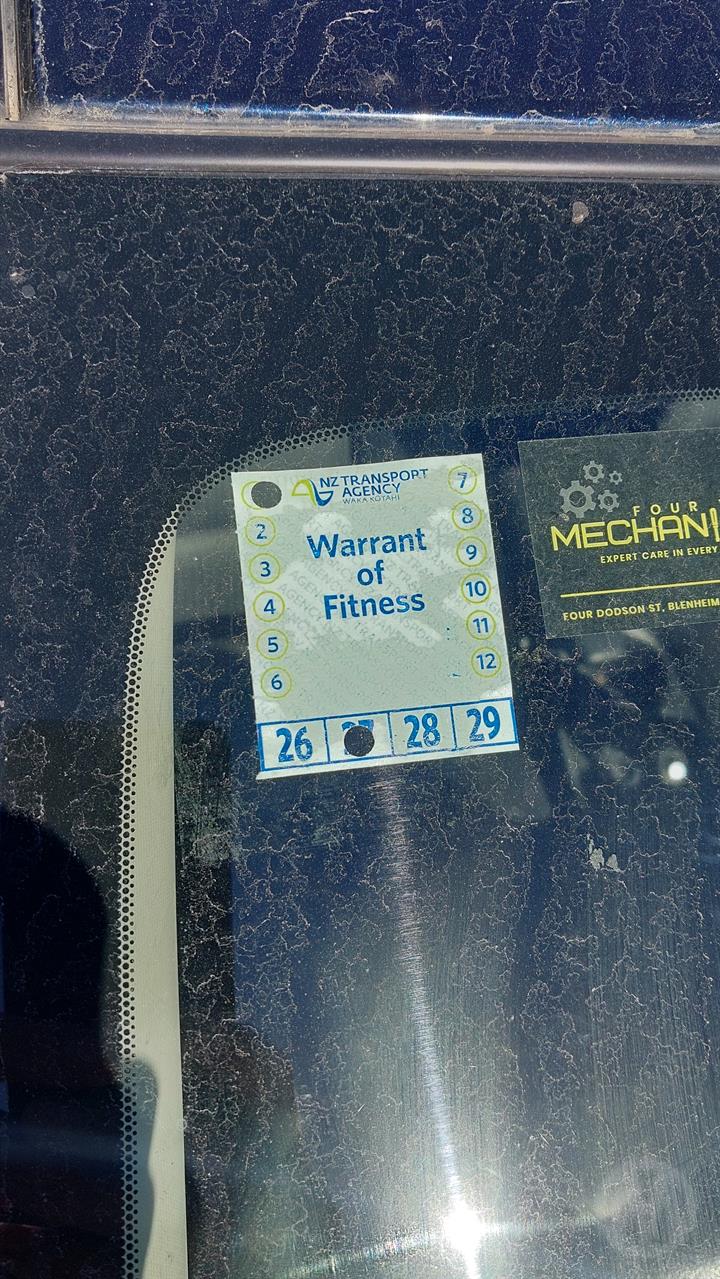 NZ TRANSPORT
AGENCY
WAKA KOTAHI
Warrant
of
Fitness
2
3
4
5
6
7
8
9
10
11
12
26 28 29
FOUR
MECHANI
EXPERT CARE IN EVERY
FOUR DODSON ST, BLENHEIM